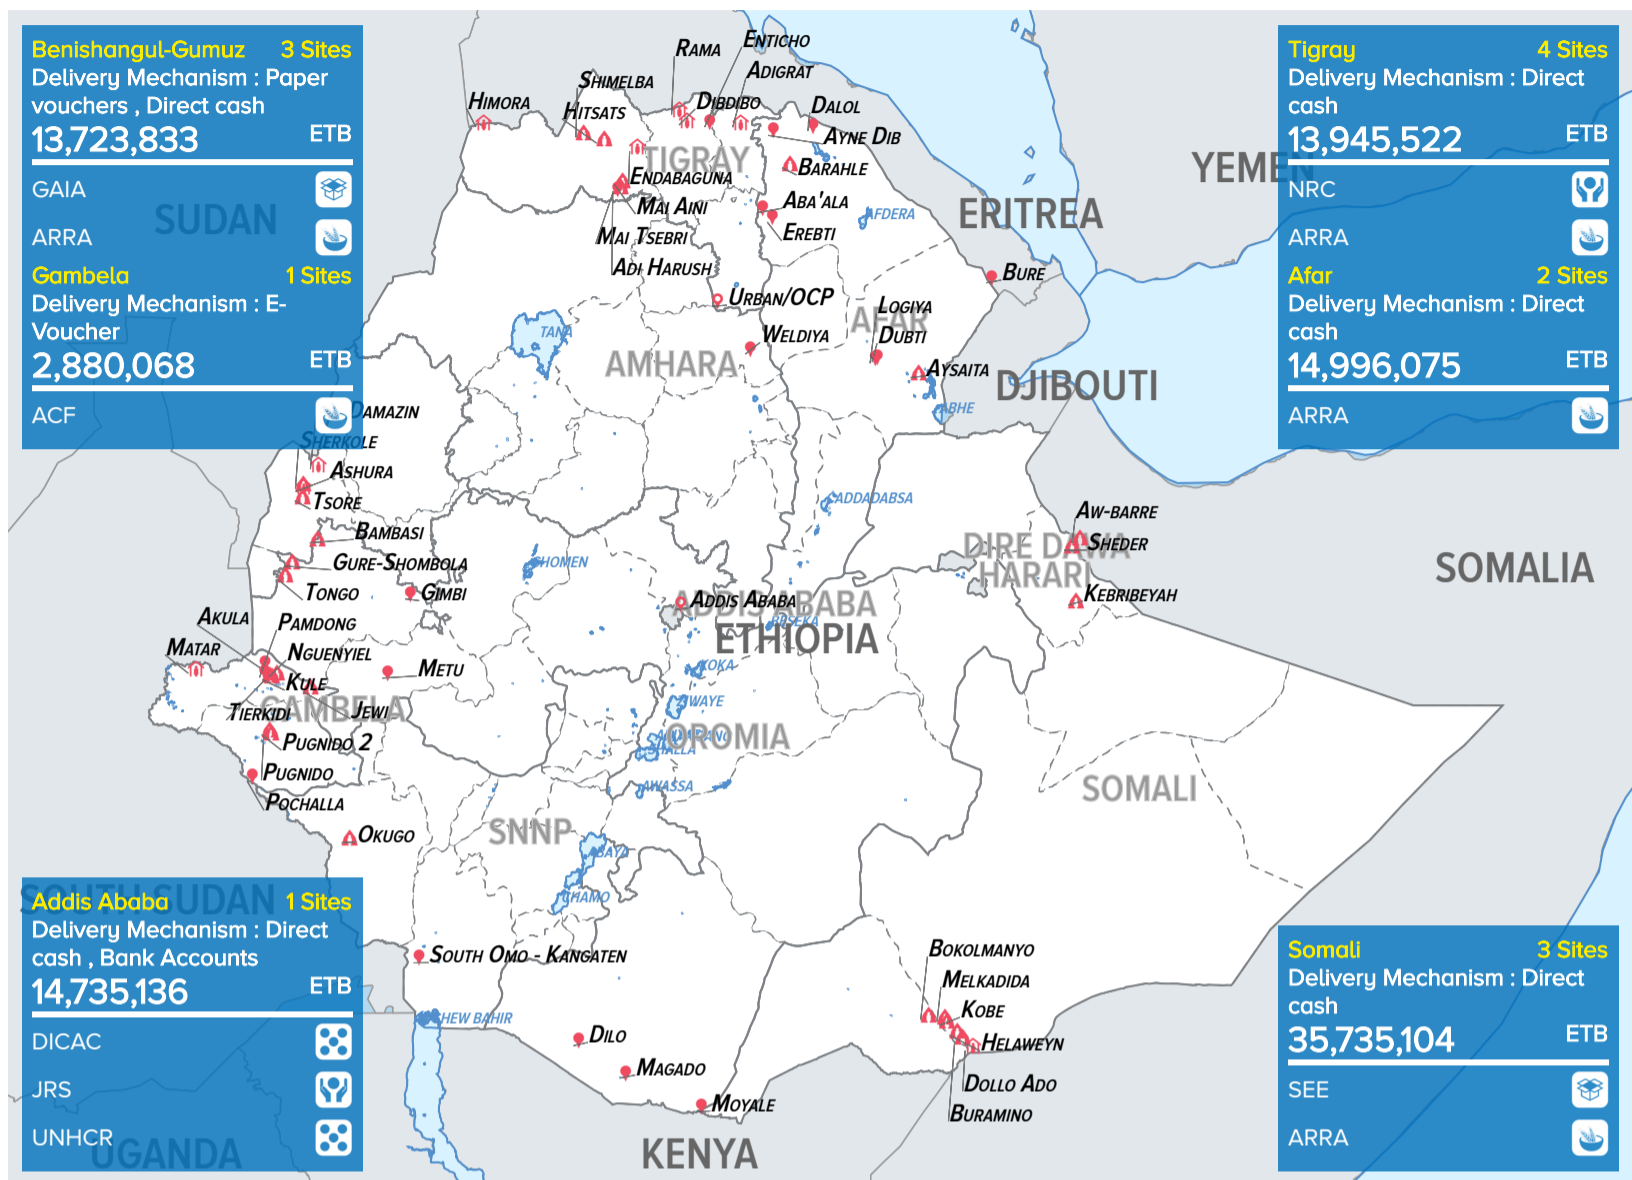 Benishangul-Gumuz 3 Sites
Delivery Mechanism : Paper
vouchers , Direct cash
13,723,833 ETB
GAIA
ARRA
Gambela 1 Sites
Delivery Mechanism : E-
Voucher
2,880,068 ETB
ACF
Tigray 4 Sites
Delivery Mechanism : Direct
cash
13,945,522 ETB
NRC
ARRA
Afar 2 Sites
Delivery Mechanism : Direct
cash
14,996,075 ETB
ARRA
Addis Ababa 1 Sites
Delivery Mechanism : Direct
cash , Bank Accounts
14,735,136 ETB
DICAC
JRS
UNHCR
Somali 3 Sites
Delivery Mechanism : Direct
cash
35,735,104 ETB
SEE
ARRA
SUDAN
ERITREA
YEMEN
DJIBOUTI
SOMALIA
ETHIOPIA
SOUTH SUDAN
UGANDA
KENYA
TIGRAY
AFAR
AMHARA
DIRE DAWA
HARARI
ADDIS ABABA
GAMBELA
OROMIA
SOMALI
SNNP
RAMA
ENTICHO
ADIGRAT
SHIMELBA
HIMORA
HITSATS
DIBDIBO
DALOL
AYNE DIB
BARAHLE
ENDABAGUNA
MAI AINI
ABA'ALA
MAI TSEBRI
EREBTI
ADI HARUSH
AFDERA
BURE
URBAN/OCP
LOGIYA
DUBTI
WELDIYA
TANA
AYSAITA
ABHE
DAMAZIN
SHERKOLE
ASHURA
TSORE
ADDADABSA
AW-BARRE
SHEDER
BAMBASI
GURE-SHOMBOLA
SHOMEN
TONGO
GIMBI
KEBRIBEYAH
ADDIS ABABA
BESEKA
AKULA
PAMDONG
MATAR
NGUENYIEL
METU
KULE
KOKA
ZIWAYE
TIERKIDI
JEWI
PUGNIDO 2
SHALLA
PUGNIDO
AWASSA
POCHALLA
OKUGO
ABAYA
CHAMO
SOUTH OMO - KANGATEN
BOKOLMANYO
MELKADIDA
KOBE
CHEW BAHIR
DILO
HELAWEYN
MAGADO
DOLLO ADO
MOYALE
BURAMINO